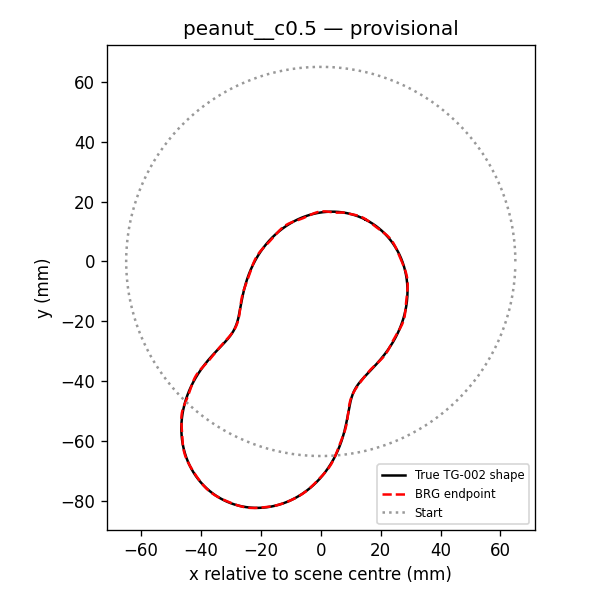 peanut__c0.5 — provisional
60
40
20
0
−20
−40
−60
−80
y (mm)
True TG-002 shape
BRG endpoint
Start
−60 −40 −20 0 20 40 60
x relative to scene centre (mm)